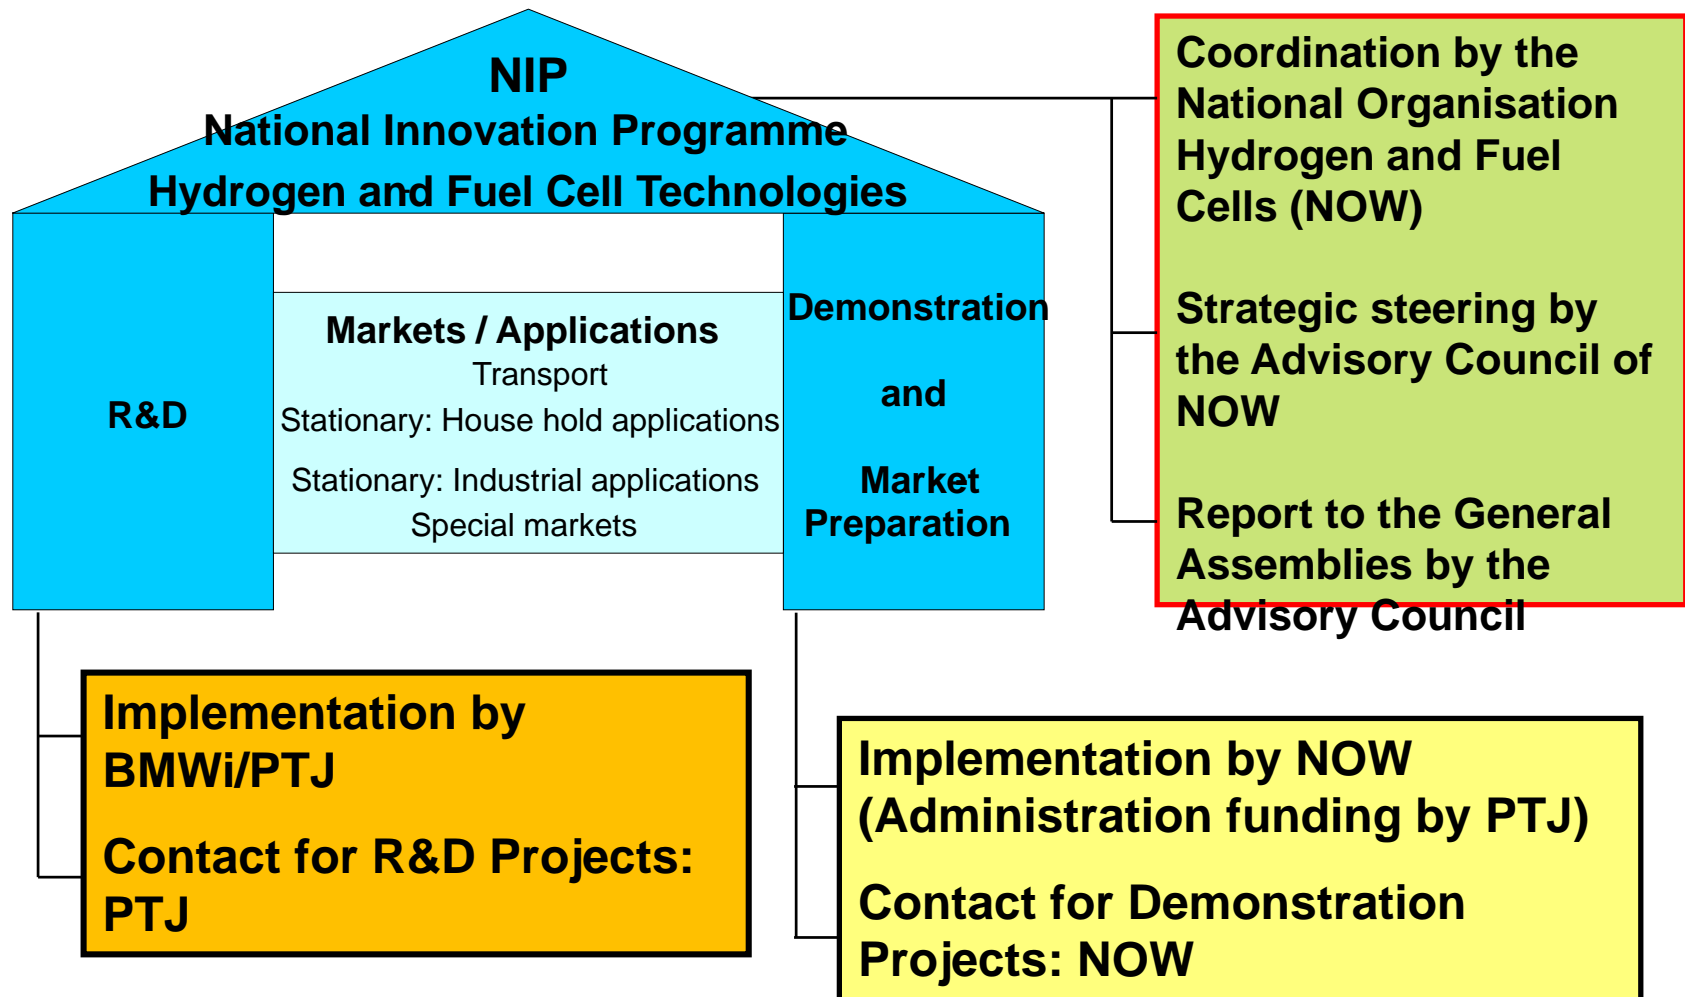 NIP
National Innovation Programme
Hydrogen and Fuel Cell Technologies
R&D
Markets / Applications
Transport
Stationary: House hold applications
Stationary: Industrial applications
Special markets
Demonstration
and
Market
Preparation
Coordination by the
National Organisation
Hydrogen and Fuel
Cells (NOW)
Strategic steering by
the Advisory Council of
NOW
Report to the General
Assemblies by the
Advisory Council
Implementation by
BMWi/PTJ
Contact for R&D Projects:
PTJ
Implementation by NOW
(Administration funding by PTJ)
Contact for Demonstration
Projects: NOW